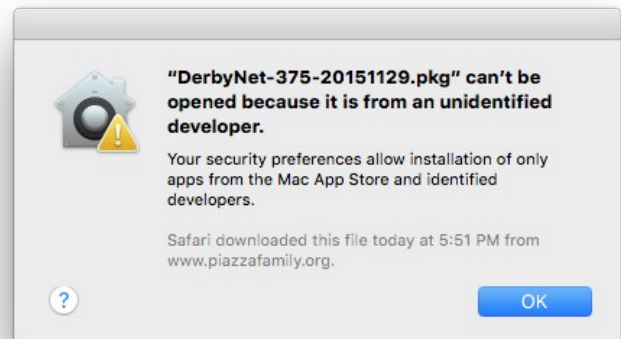 “DerbyNet-375-20151129.pkg” can’t be
opened because it is from an unidentified
developer.
Your security preferences allow installation of only
apps from the Mac App Store and identified
developers.
Safari downloaded this file today at 5:51 PM from
www.piazzafamily.org.
?
OK